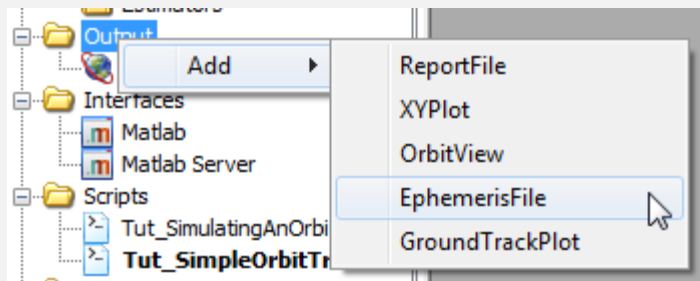 Estimators
Output
Add
ReportFile
XYPlot
OrbitView
EphemerisFile
GroundTrackPlot
Interfaces
Matlab
Matlab Server
Scripts
Tut_SimulatingAnOrbi
Tut_SimpleOrbitTr